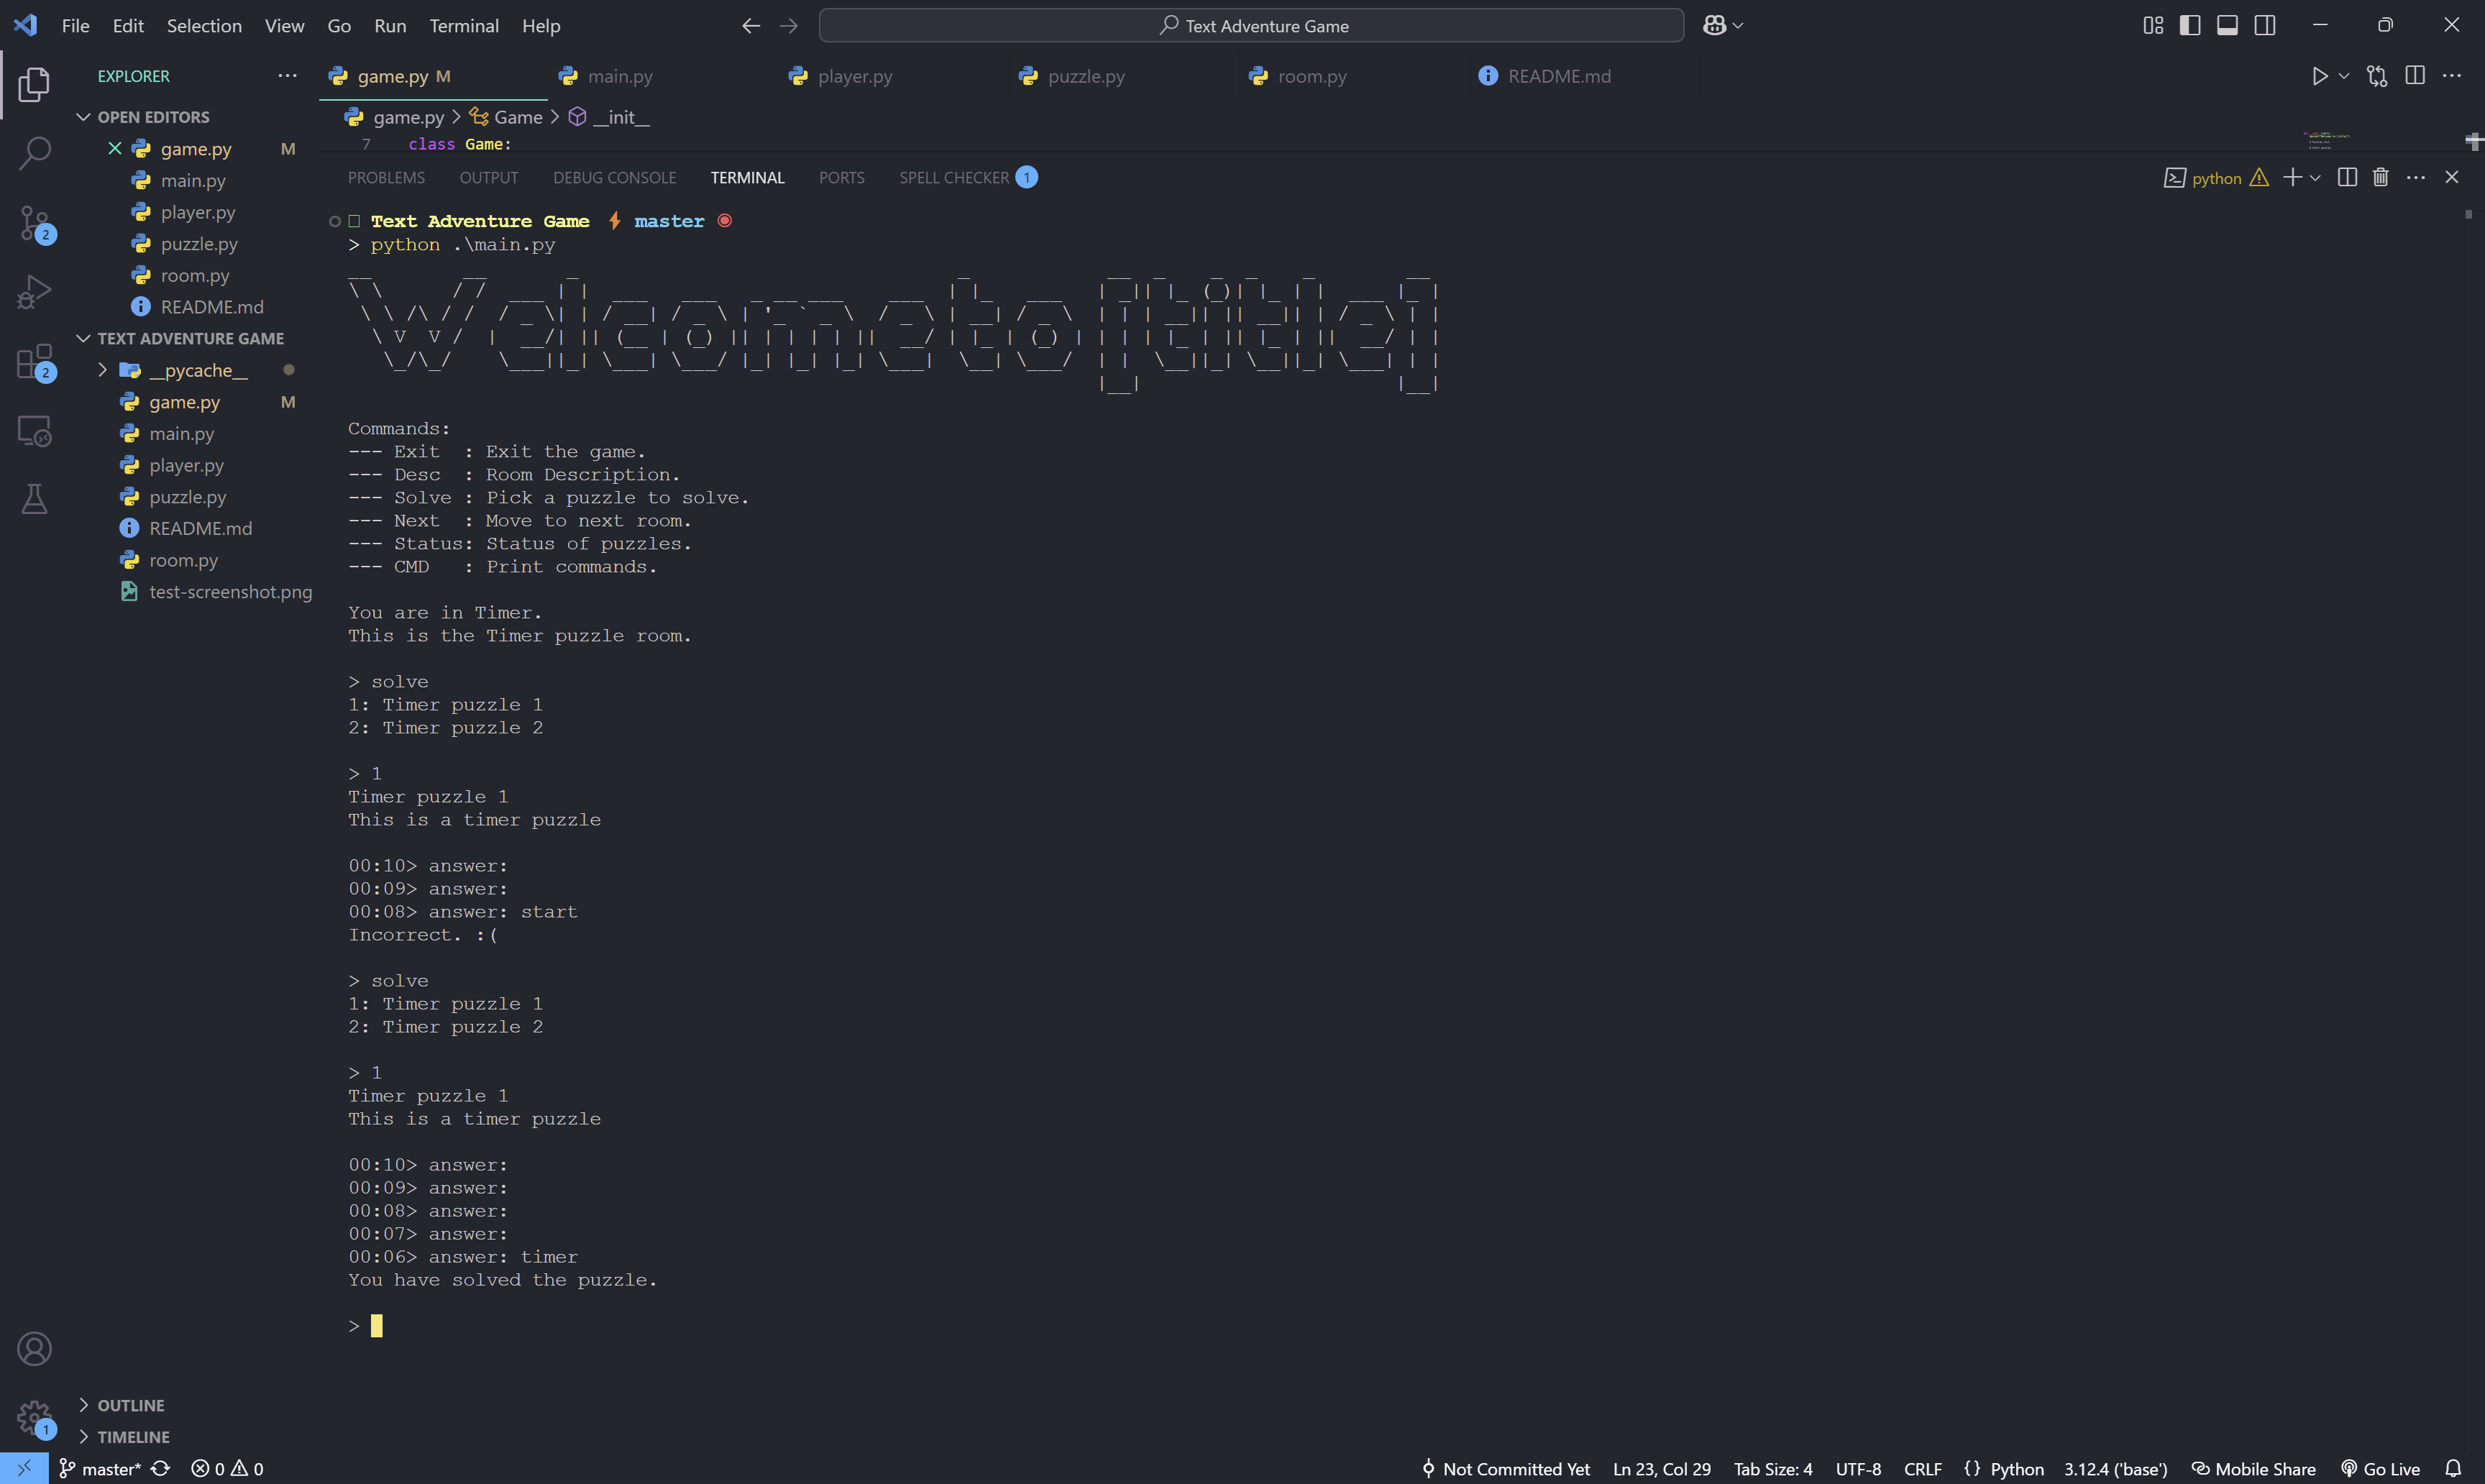 File Edit Selection View Go Run Terminal Help
Text Adventure Game
EXPLORER
OPEN EDITORS
game.py M
main.py
player.py
puzzle.py
room.py
README.md
TEXT ADVENTURE GAME
__pycache__
game.py M
main.py
player.py
puzzle.py
README.md
room.py
test-screenshot.png
OUTLINE
TIMELINE
2
2
1
game.py M main.py player.py puzzle.py room.py README.md
game.py > Game > __init__
7 class Game:
PROBLEMS OUTPUT DEBUG CONSOLE TERMINAL PORTS SPELL CHECKER 1
python
Text Adventure Game master
> python .\main.py
Welcome to [title]
Commands:
--- Exit  : Exit the game.
--- Desc  : Room Description.
--- Solve : Pick a puzzle to solve.
--- Next  : Move to next room.
--- Status: Status of puzzles.
--- CMD   : Print commands.
You are in Timer.
This is the Timer puzzle room.
> solve
1: Timer puzzle 1
2: Timer puzzle 2
> 1
Timer puzzle 1
This is a timer puzzle
00:10> answer:
00:09> answer:
00:08> answer: start
Incorrect. :(
> solve
1: Timer puzzle 1
2: Timer puzzle 2
> 1
Timer puzzle 1
This is a timer puzzle
00:10> answer:
00:09> answer:
00:08> answer:
00:07> answer:
00:06> answer: timer
You have solved the puzzle.
>
master* 0 0 Not Committed Yet Ln 23, Col 29 Tab Size: 4 UTF-8 CRLF {} Python 3.12.4 ('base') Mobile Share Go Live